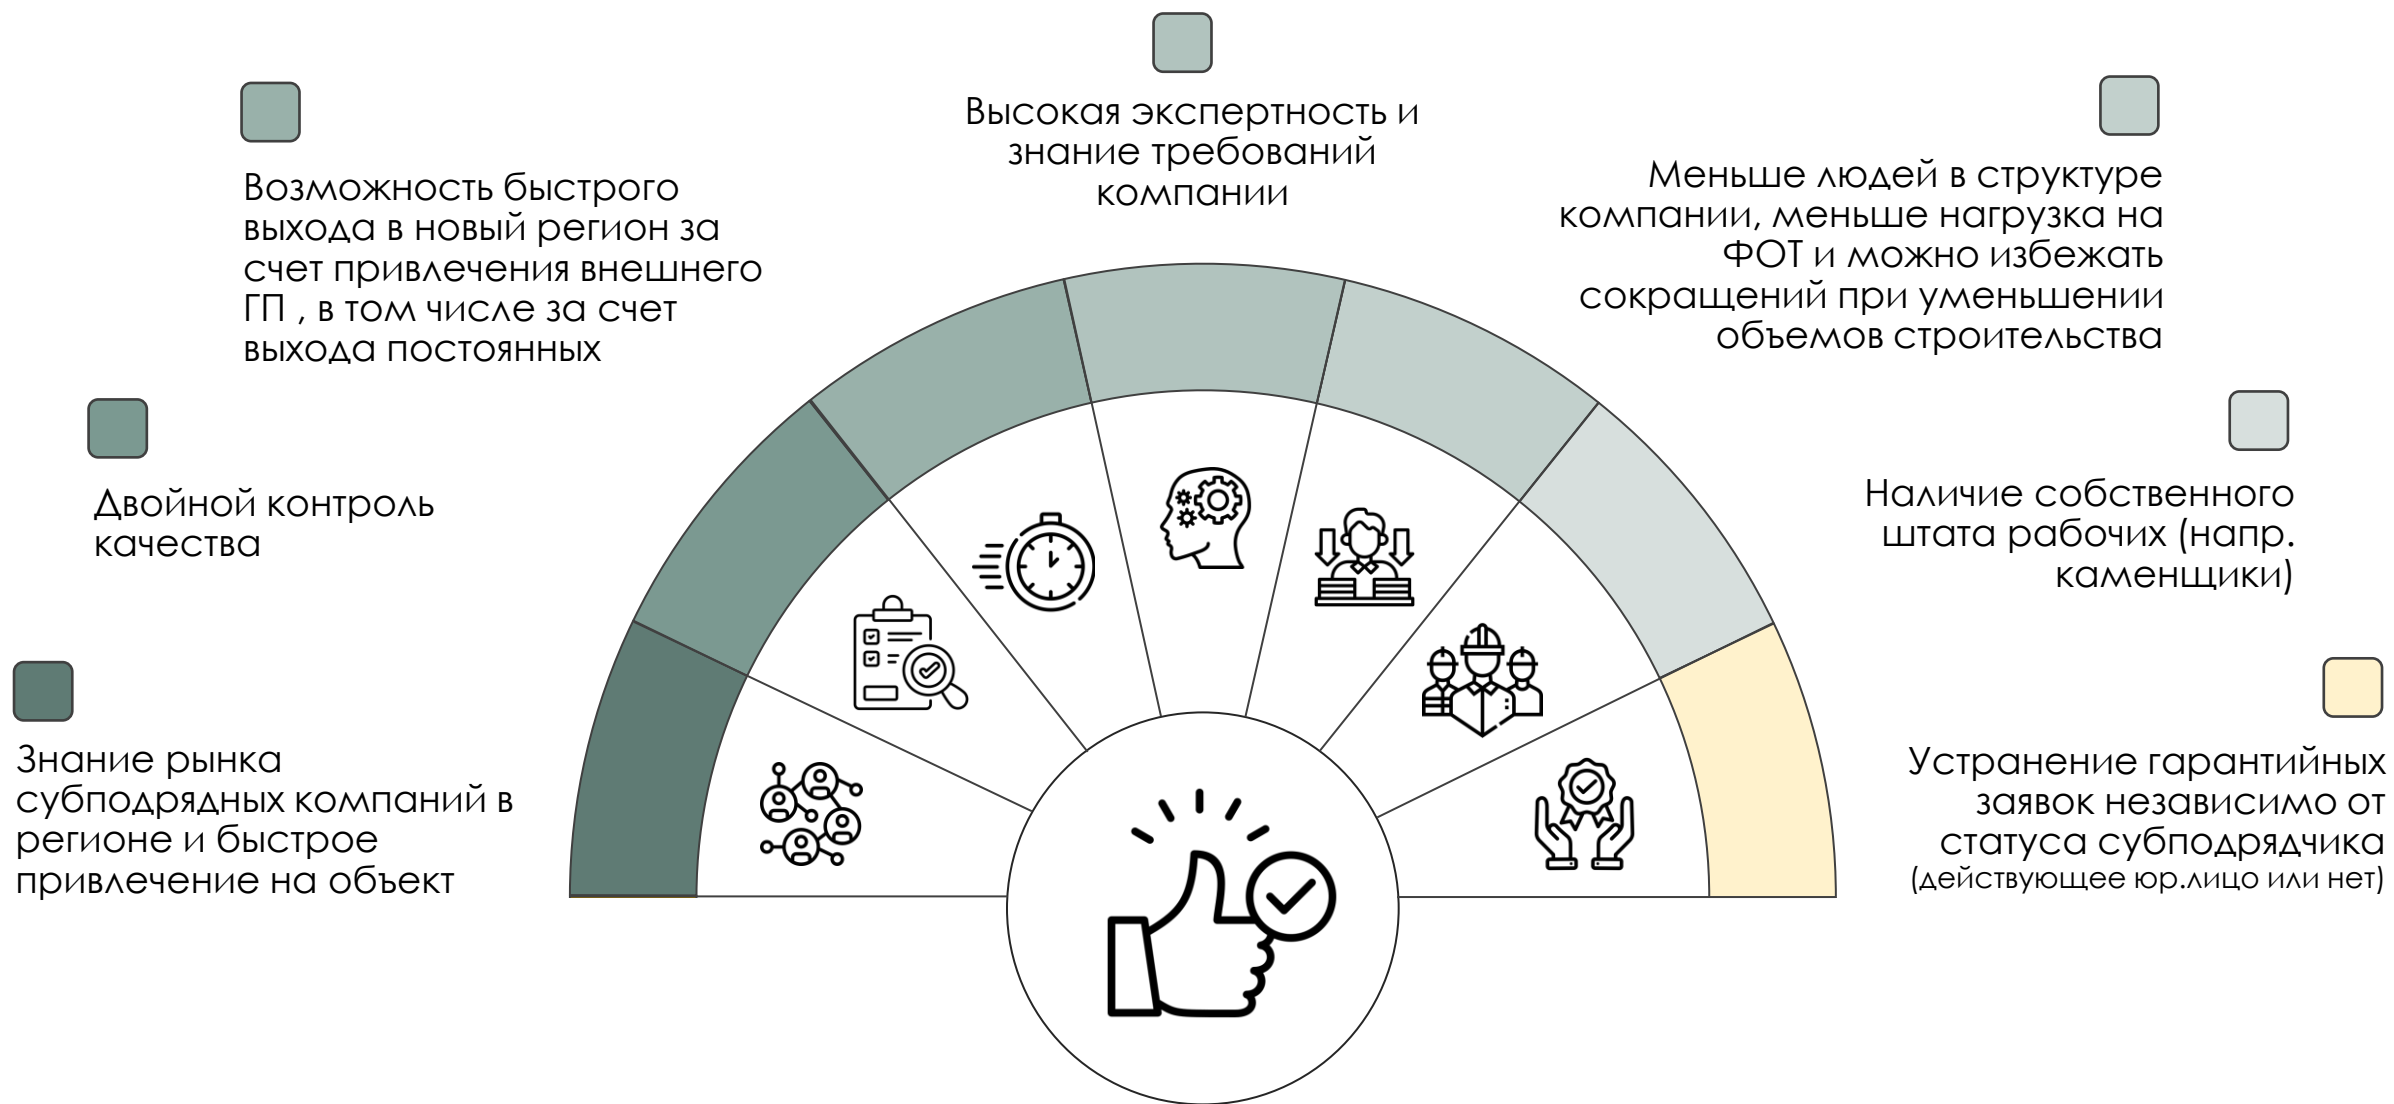 Высокая экспертность и
знание требований
компании
Возможность быстрого
выхода в новый регион за
счет привлечения внешнего
ГП , в том числе за счет
выхода постоянных
Меньше людей в структуре
компании, меньше нагрузка на
ФОТ и можно избежать
сокращений при уменьшении
объемов строительства
Двойной контроль
качества
Наличие собственного
штата рабочих (напр.
каменщики)
Знание рынка
субподрядных компаний в
регионе и быстрое
привлечение на объект
Устранение гарантийных
заявок независимо от
статуса субподрядчика
(действующее юр.лицо или нет)